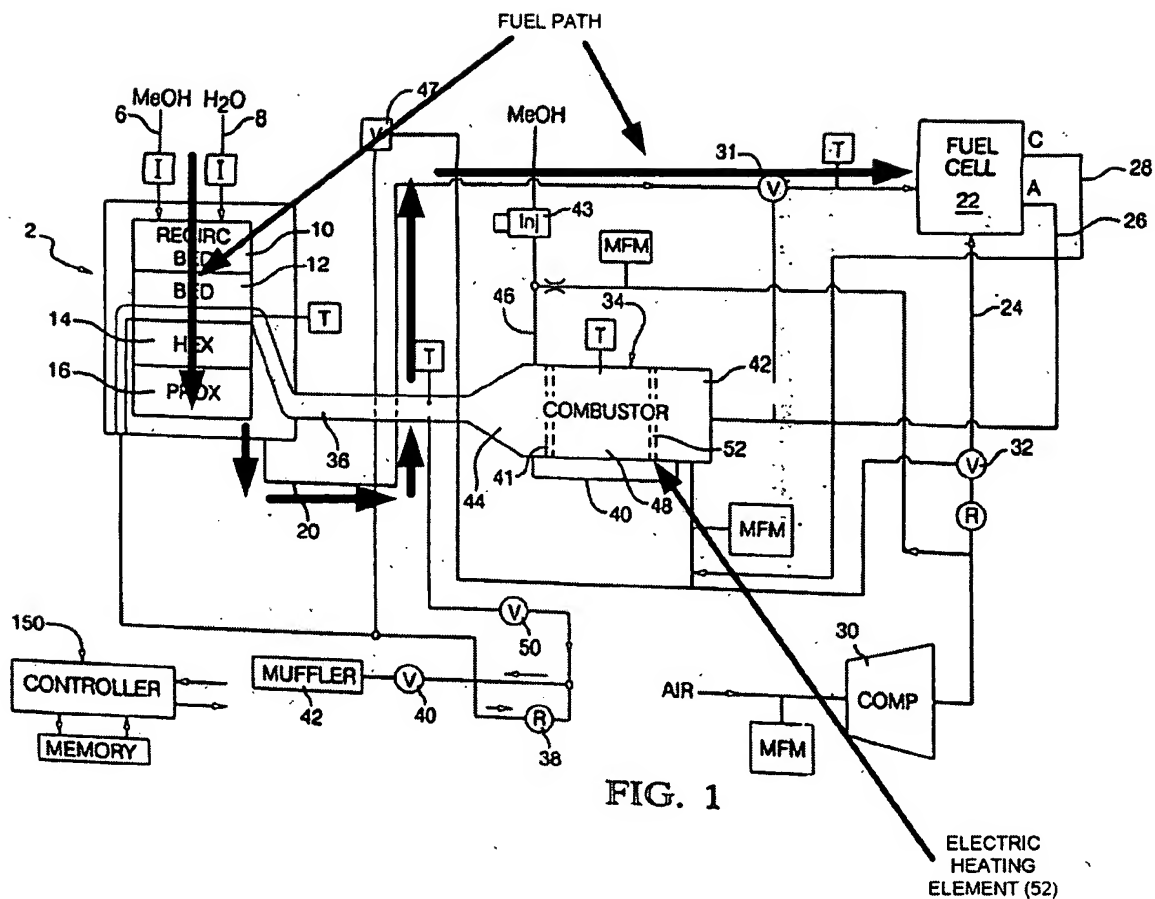 FUEL PATH
MeOH H2O
6
8
47
V
MeOH
I
I
31
T
V
FUEL
CELL
22
C
A
28
26
43
Inj
MFM
2
RECIRC
BED
10
BED
12
T
14
HEX
16
PROX
46
34
T
T
42
24
COMBUSTOR
36
44
41
52
48
40
V
32
R
20
MFM
V
50
30
150
CONTROLLER
MEMORY
MUFFLER
42
V
40
R
38
AIR
COMP
MFM
FIG. 1
ELECTRIC
HEATING
ELEMENT (52)